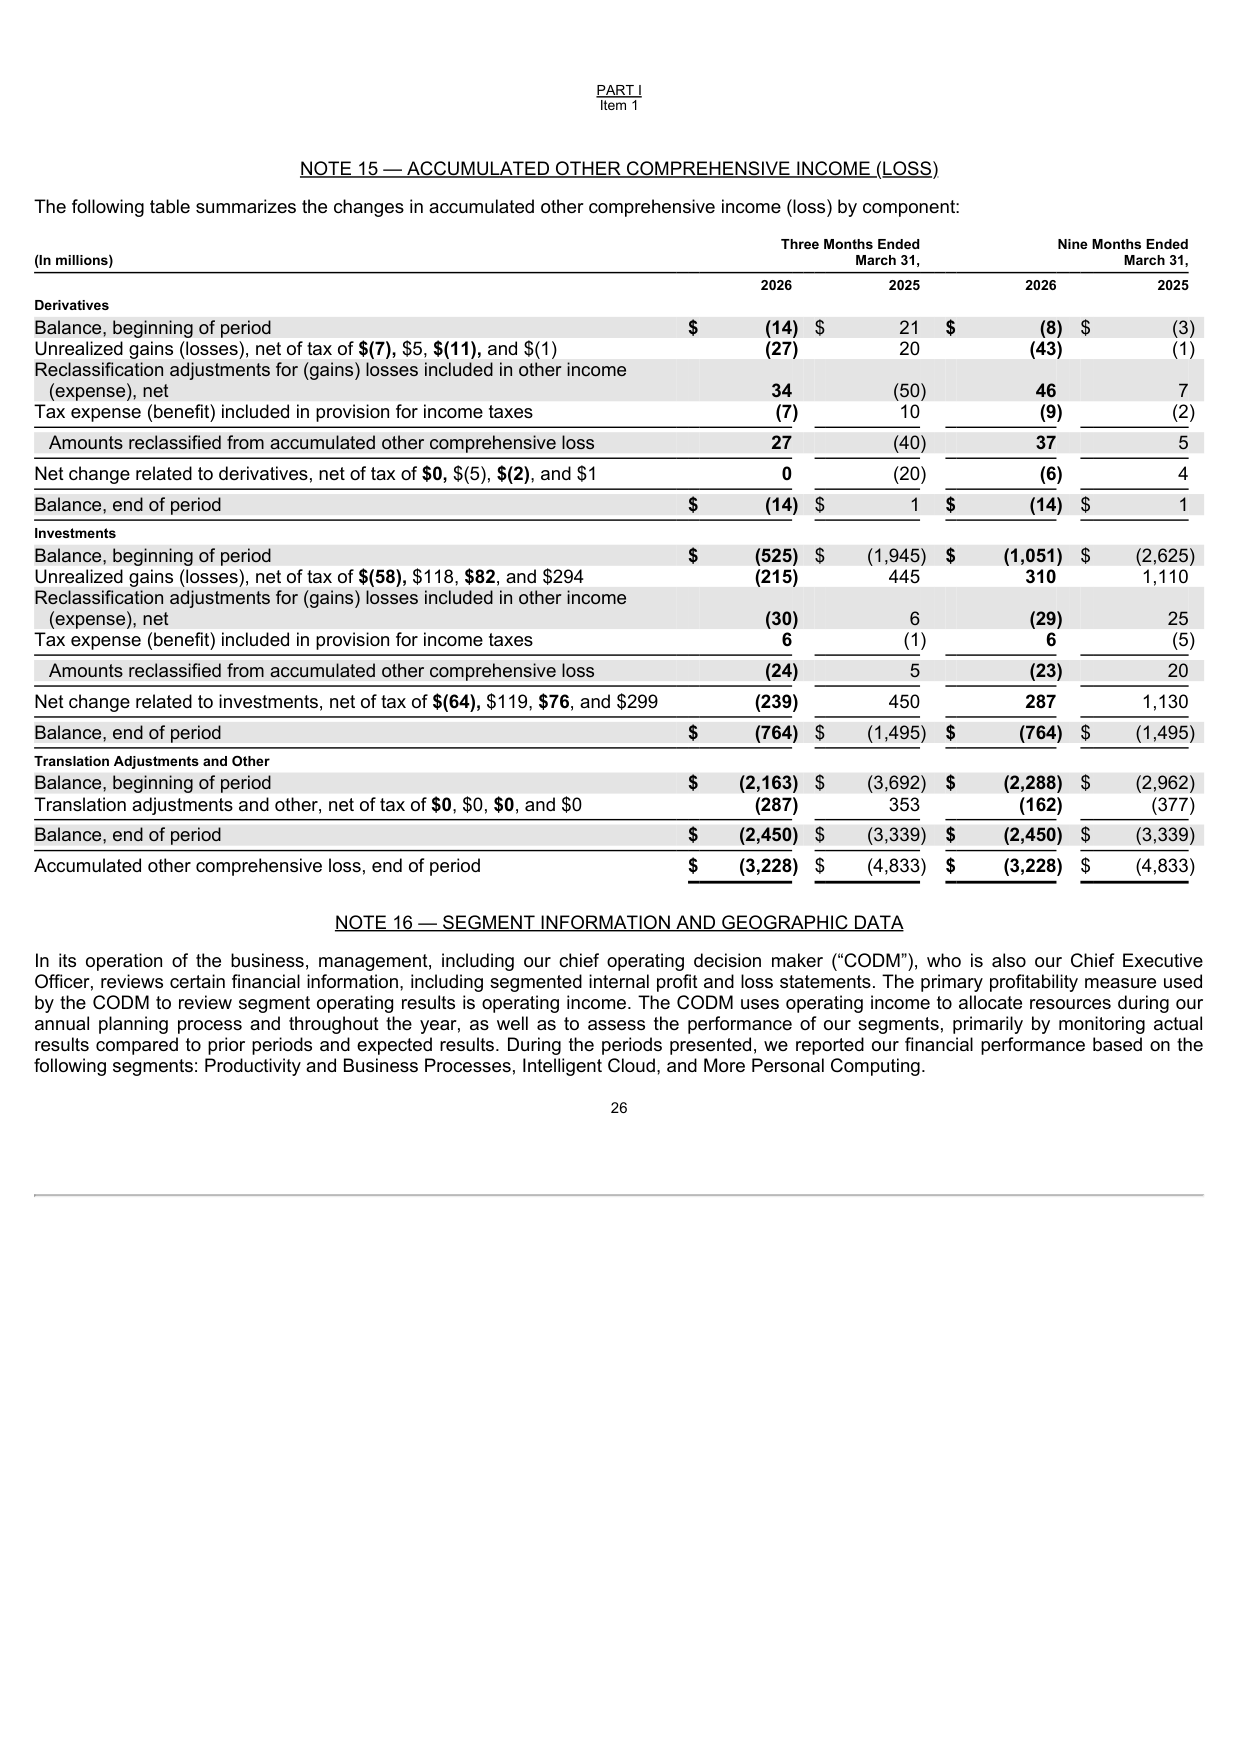 PART I
Item 1
NOTE 15 — ACCUMULATED OTHER COMPREHENSIVE INCOME (LOSS)
The following table summarizes the changes in accumulated other comprehensive income (loss) by component:
Three Months Ended Nine Months Ended
(In millions) March 31, March 31,
2026 2025 2026 2025
Derivatives
Balance, beginning of period $ (14) $ 21 $ (8) $ (3)
Unrealized gains (losses), net of tax of $(7), $5, $(11), and $(1) (27) 20 (43) (1)
Reclassification adjustments for (gains) losses included in other income
(expense), net 34 (50) 46 7
Tax expense (benefit) included in provision for income taxes (7) 10 (9) (2)
Amounts reclassified from accumulated other comprehensive loss 27 (40) 37 5
Net change related to derivatives, net of tax of $0, $(5), $(2), and $1 0 (20) (6) 4
Balance, end of period $ (14) $ 1 $ (14) $ 1
Investments
Balance, beginning of period $ (525) $ (1,945) $ (1,051) $ (2,625)
Unrealized gains (losses), net of tax of $(58), $118, $82, and $294 (215) 445 310 1,110
Reclassification adjustments for (gains) losses included in other income
(expense), net (30) 6 (29) 25
Tax expense (benefit) included in provision for income taxes 6 (1) 6 (5)
Amounts reclassified from accumulated other comprehensive loss (24) 5 (23) 20
Net change related to investments, net of tax of $(64), $119, $76, and $299 (239) 450 287 1,130
Balance, end of period $ (764) $ (1,495) $ (764) $ (1,495)
Translation Adjustments and Other
Balance, beginning of period $ (2,163) $ (3,692) $ (2,288) $ (2,962)
Translation adjustments and other, net of tax of $0, $0, $0, and $0 (287) 353 (162) (377)
Balance, end of period $ (2,450) $ (3,339) $ (2,450) $ (3,339)
Accumulated other comprehensive loss, end of period $ (3,228) $ (4,833) $ (3,228) $ (4,833)
NOTE 16 — SEGMENT INFORMATION AND GEOGRAPHIC DATA
In its operation of the business, management, including our chief operating decision maker (“CODM”), who is also our Chief Executive
Officer, reviews certain financial information, including segmented internal profit and loss statements. The primary profitability measure used
by the CODM to review segment operating results is operating income. The CODM uses operating income to allocate resources during our
annual planning process and throughout the year, as well as to assess the performance of our segments, primarily by monitoring actual
results compared to prior periods and expected results. During the periods presented, we reported our financial performance based on the
following segments: Productivity and Business Processes, Intelligent Cloud, and More Personal Computing.
26